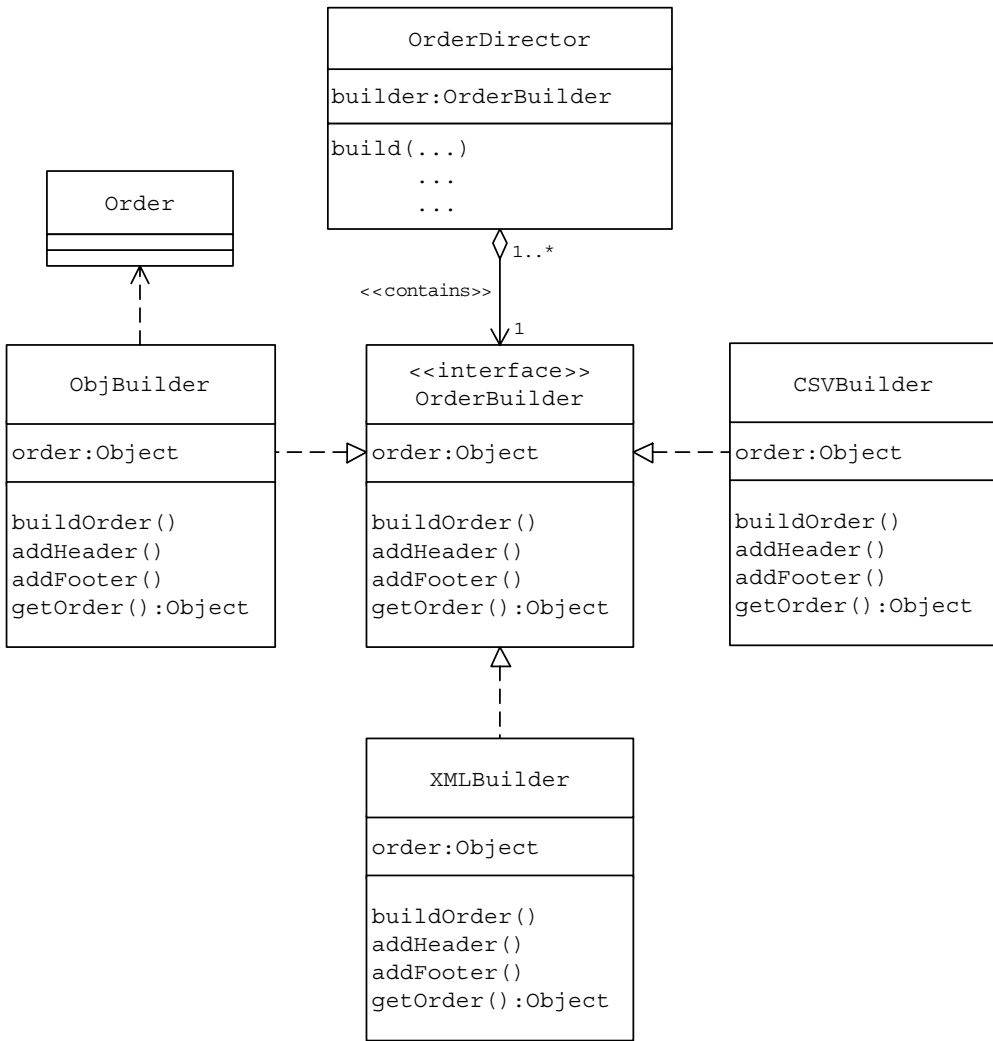 OrderDirector
builder:OrderBuilder
build(...)
...
...
Order
1..*
<<contains>>
1
ObjBuilder
order:Object
buildOrder()
addHeader()
addFooter()
getOrder():Object
<<interface>>
OrderBuilder
order:Object
buildOrder()
addHeader()
addFooter()
getOrder():Object
CSVBuilder
order:Object
buildOrder()
addHeader()
addFooter()
getOrder():Object
XMLBuilder
order:Object
buildOrder()
addHeader()
addFooter()
getOrder():Object